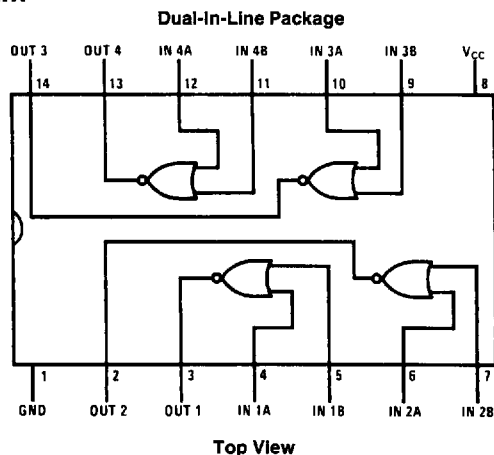 Dual-In-Line Package
OUT 3 OUT 4 IN 4A IN 4B IN 3A IN 3B VCC
14 13 12 11 10 9 8
1 2 3 4 5 6 7
GND OUT 2 OUT 1 IN 1A IN 1B IN 2A IN 2B
Top View